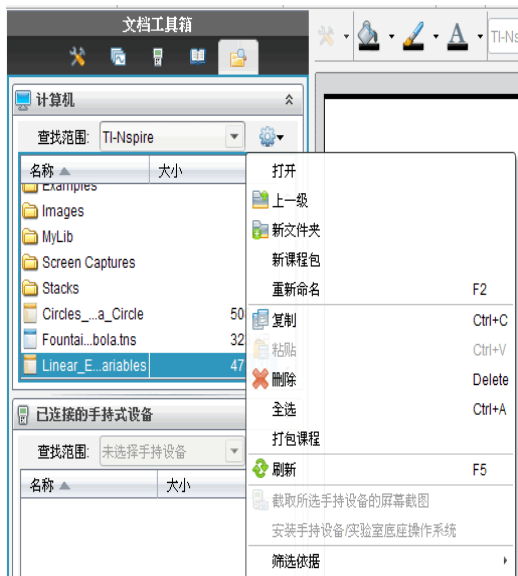 文档工具箱
TI-Ns
计算机
查找范围: TI-Nspire
名称 大小
Examples
Images
MyLib
Screen Captures
Stacks
Circles_...a_Circle 50
Fountai...bola.tns 32
Linear_E...ariables 47
打开
上一级
新文件夹
新课程包
重新命名 F2
复制 Ctrl+C
粘贴 Ctrl+V
删除 Delete
全选 Ctrl+A
打包课程
刷新 F5
截取所选手持设备的屏幕截图
安装手持设备/实验室底座操作系统
筛选依据
已连接的手持式设备
查找范围: 未选择手持设备
名称 大小